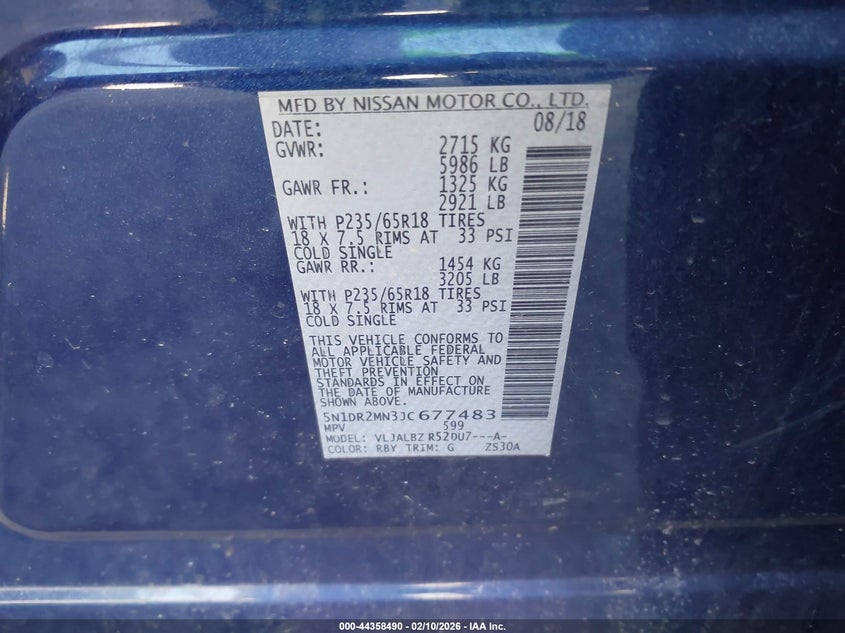 MFD BY NISSAN MOTOR CO., LTD.
DATE: 08/18
GVWR: 2715 KG
5986 LB
GAWR FR.: 1325 KG
2921 LB
WITH P235/65R18 TIRES
18 X 7.5 RIMS AT 33 PSI
COLD SINGLE
GAWR RR.: 1454 KG
3205 LB
WITH P235/65R18 TIRES
18 X 7.5 RIMS AT 33 PSI
COLD SINGLE
THIS VEHICLE CONFORMS TO
ALL APPLICABLE FEDERAL
MOTOR VEHICLE SAFETY AND
THEFT PREVENTION
STANDARDS IN EFFECT ON
THE DATE OF MANUFACTURE
SHOWN ABOVE.
5N1DR2MN3JC677483
MPV 599
MODEL: VLJALBZ R520U7---A-
COLOR: RBY TRIM: G ZS30A
000-44358490 - 02/10/2026 - IAA Inc.